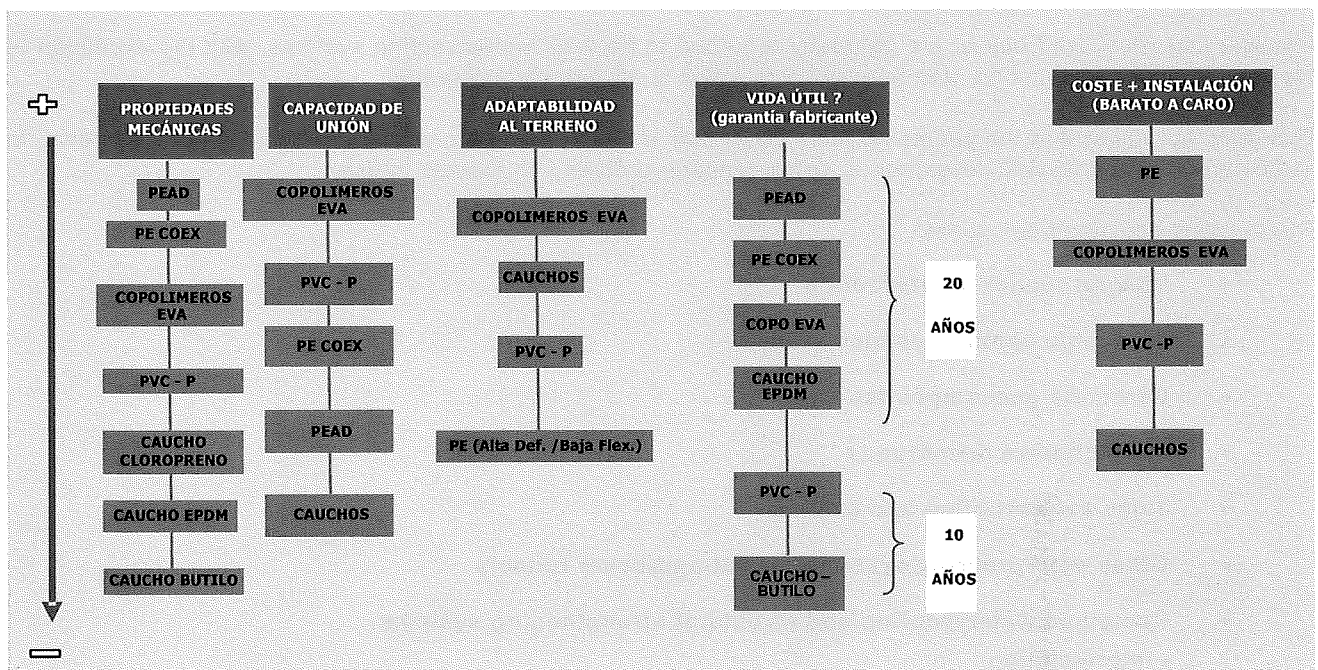 PROPIEDADES
MECÁNICAS
PEAD
PE COEX
COPOLIMEROS
EVA
PVC - P
CAUCHO
CLOROPRENO
CAUCHO EPDM
CAUCHO BUTILO
CAPACIDAD DE
UNIÓN
COPOLIMEROS
EVA
PVC - P
PE COEX
PEAD
CAUCHOS
ADAPTABILIDAD
AL TERRENO
COPOLIMEROS EVA
CAUCHOS
PVC - P
PE (Alta Def. /Baja Flex.)
VIDA ÚTIL ?
(garantía fabricante)
PEAD
PE COEX
COPO EVA
CAUCHO
EPDM
20
AÑOS
PVC - P
CAUCHO –
BUTILO
10
AÑOS
COSTE + INSTALACIÓN
(BARATO A CARO)
PE
COPOLIMEROS EVA
PVC -P
CAUCHOS